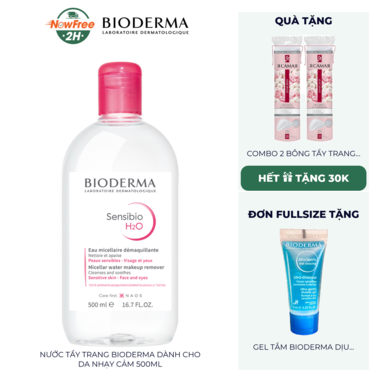 NowFree
2H
BIODERMA
LABORATOIRE DERMATOLOGIQUE
BIODERMA
LABORATOIRE DERMATOLOGIQUE
Sensibio
H2O
Eau micellaire démaquillante
Nettoie et apaise
Peaux sensibles - Visage et yeux
Micellar water makeup remover
Cleanses and soothes
Sensitive skin - Face and eyes
Care first
NAOS
500 ml ℮ 16.7 FL.OZ.
NƯỚC TẨY TRANG BIODERMA DÀNH CHO
DA NHẠY CẢM 500ML
QUÀ TẶNG
COMBO 2 BÔNG TẨY TRANG...
HẾT TẶNG 30K
ĐƠN FULLSIZE TẶNG
BIODERMA
GEL TẮM BIODERMA DỊU...